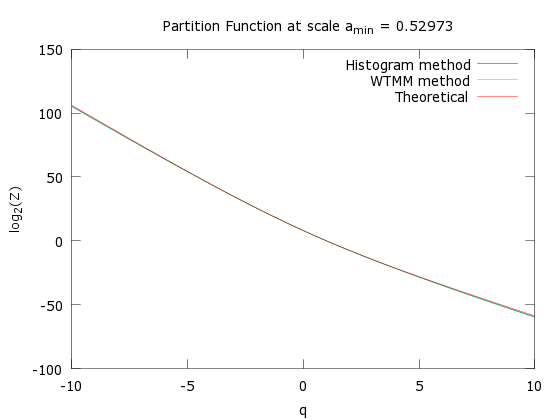 Partition Function at scale a_min = 0.52973
150
Histogram method
WTMM method
Theoretical
100
50
0
-50
-100
log_2(Z)
-10
-5
0
5
10
q